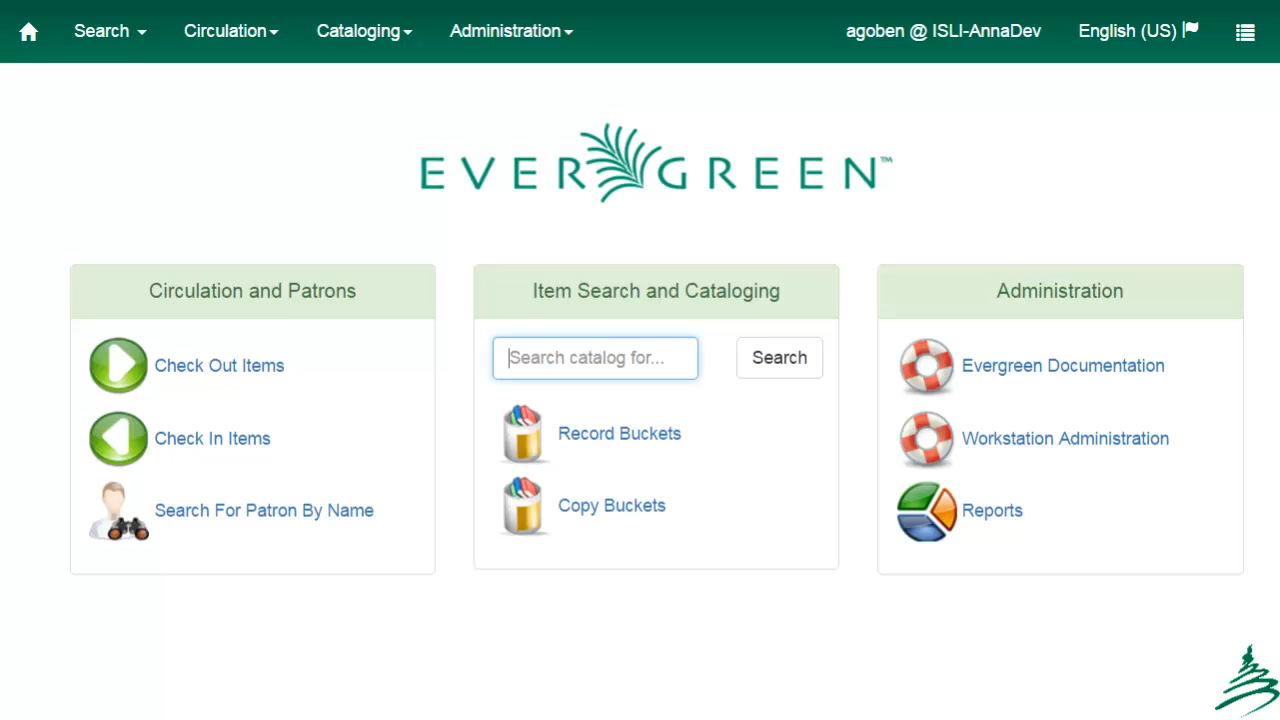 Search Circulation Cataloging Administration agoben @ ISLI-AnnaDev English (US)
EVERGREEN™
Circulation and Patrons
Check Out Items
Check In Items
Search For Patron By Name
Item Search and Cataloging
Search catalog for... Search
Record Buckets
Copy Buckets
Administration
Evergreen Documentation
Workstation Administration
Reports